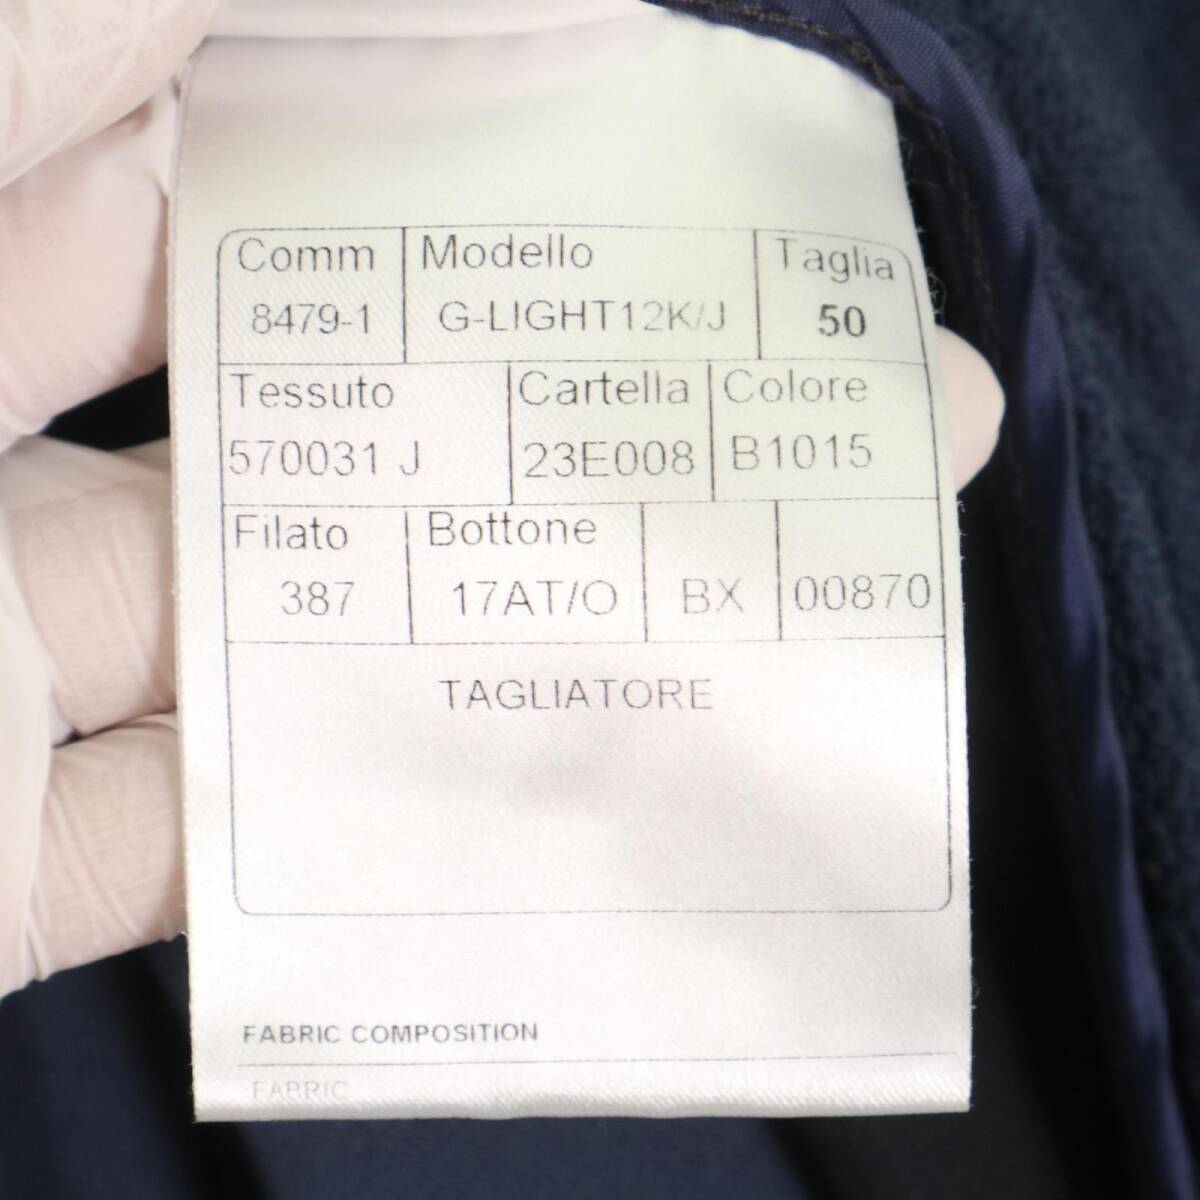 Comm Modello Taglia
8479-1 G-LIGHT12K/J 50
Tessuto Cartella Colore
570031 J 23E008 B1015
Filato Bottone
387 17AT/O BX 00870
TAGLIATORE
FABRIC COMPOSITION
FABRIC